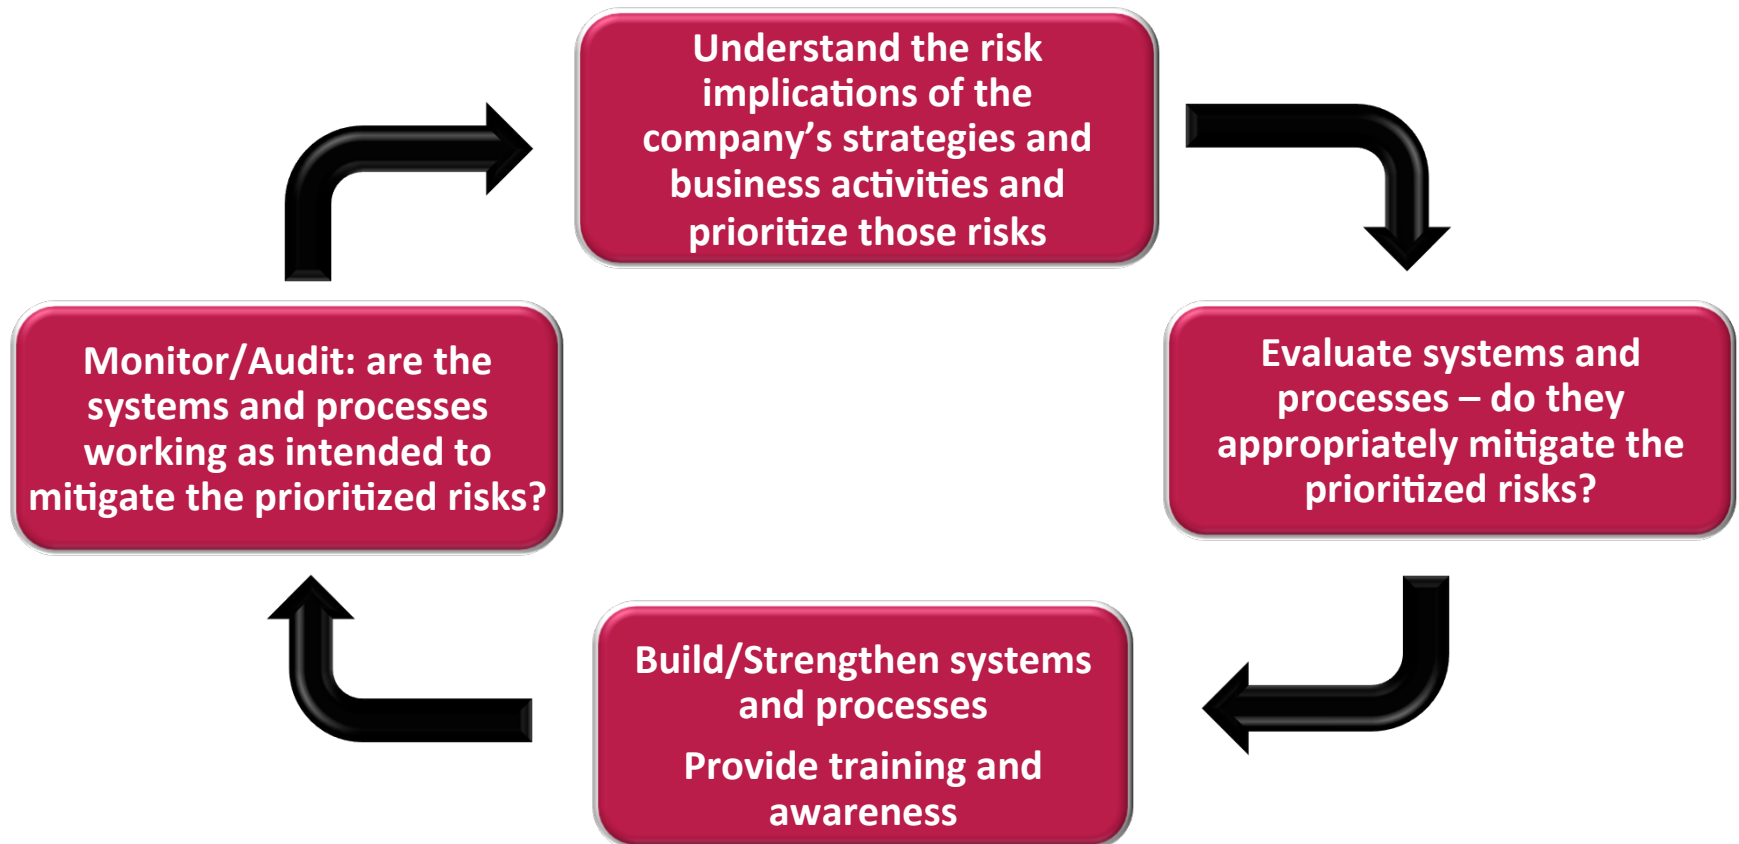 Understand the risk
implications of the
company’s strategies and
business activities and
prioritize those risks
Evaluate systems and
processes – do they
appropriately mitigate the
prioritized risks?
Build/Strengthen systems
and processes
Provide training and
awareness
Monitor/Audit: are the
systems and processes
working as intended to
mitigate the prioritized risks?